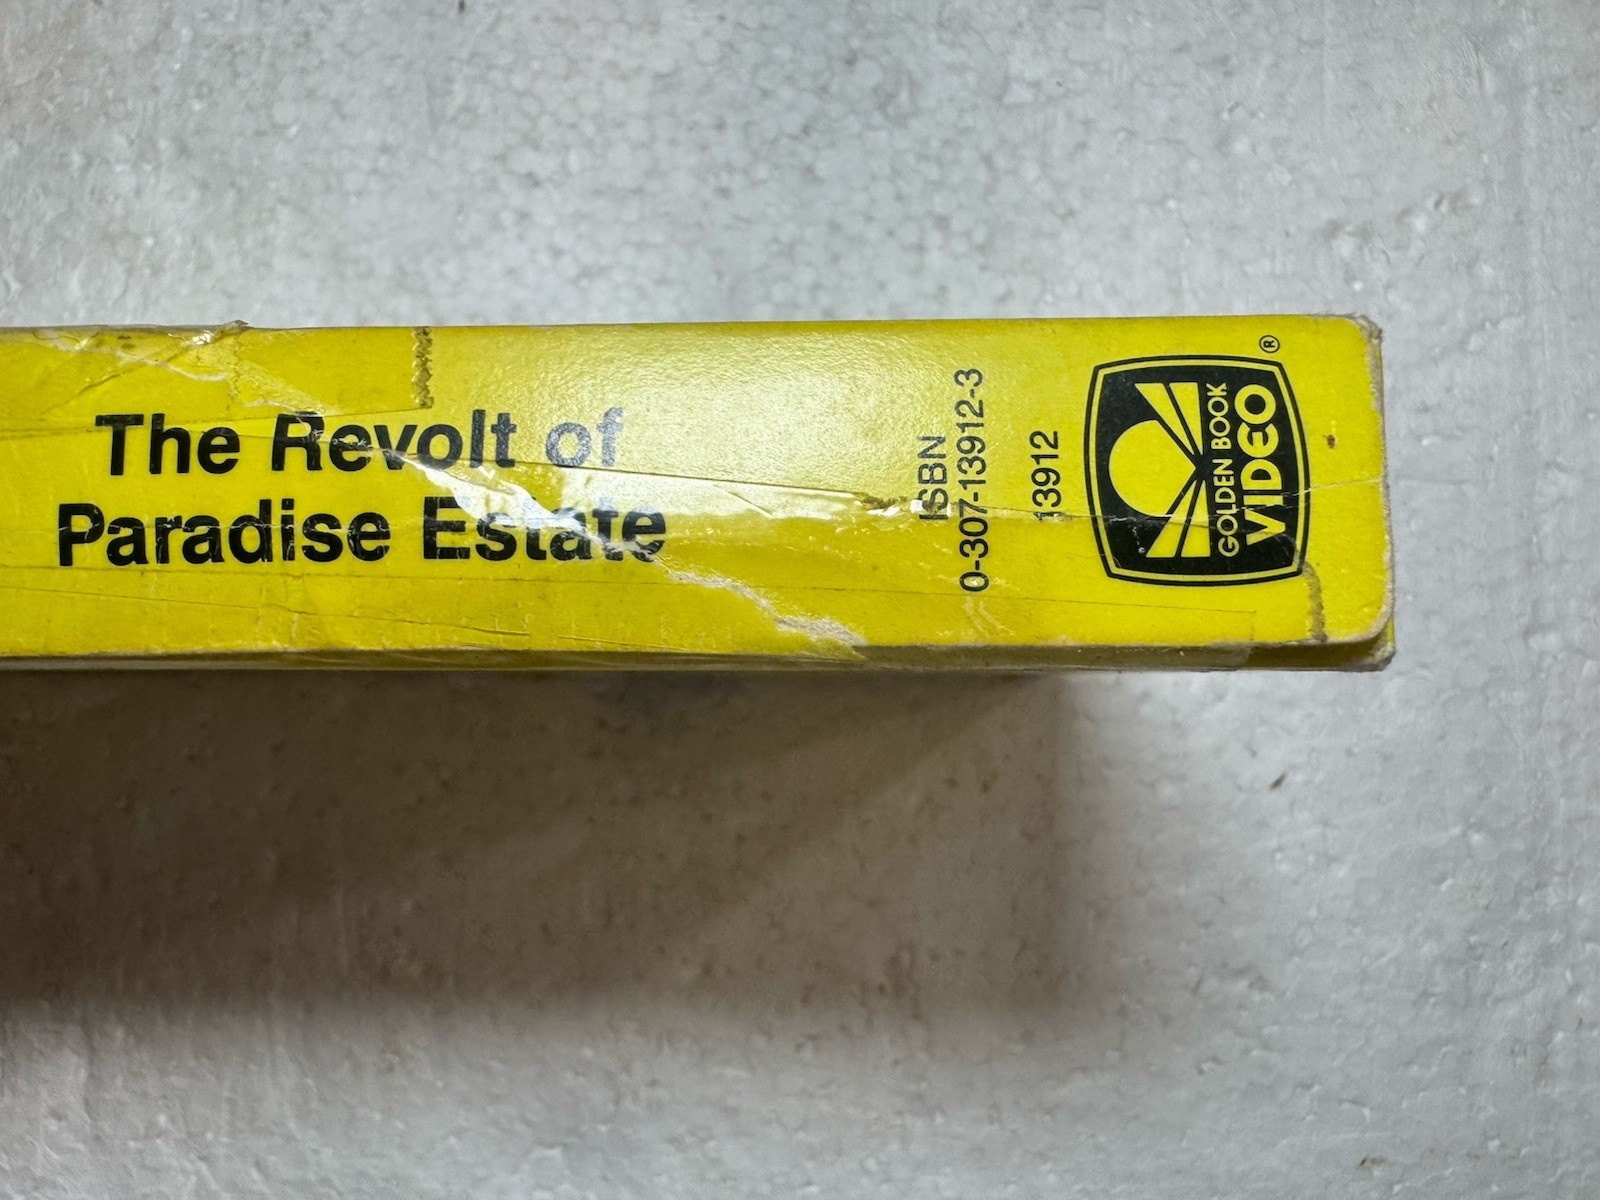 The Revolt of
Paradise Estate
ISBN
0-307-13912-3
13912
GOLDEN BOOK
VIDEO
®